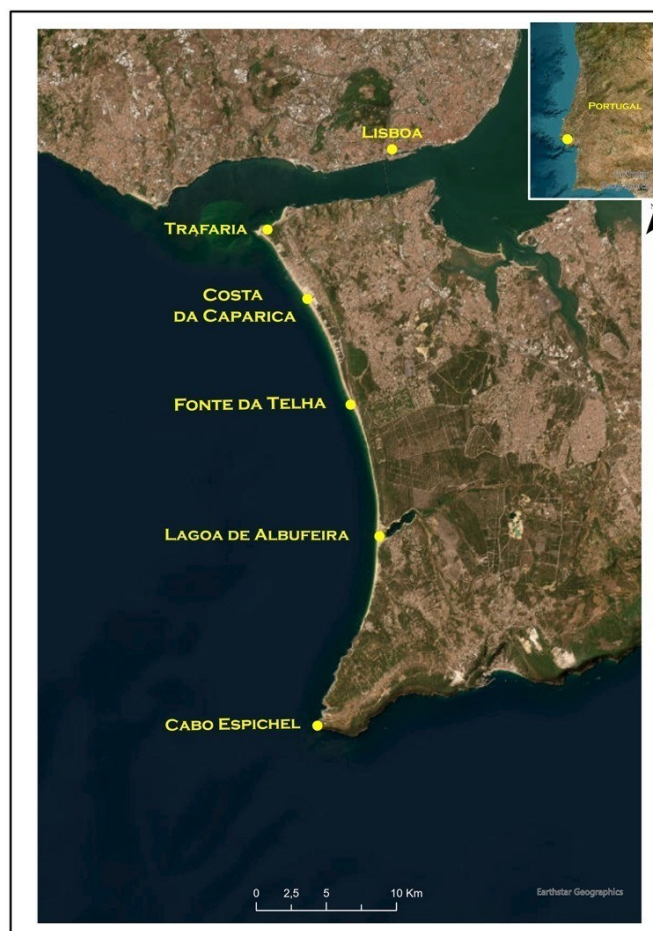 PORTUGAL
LISBOA
TRAFARIA
COSTA
DA CAPARICA
FONTE DA TELHA
LAGOA DE ALBUFEIRA
CABO ESPICHEL
0 2,5 5 10 Km
Earthstar Geographics